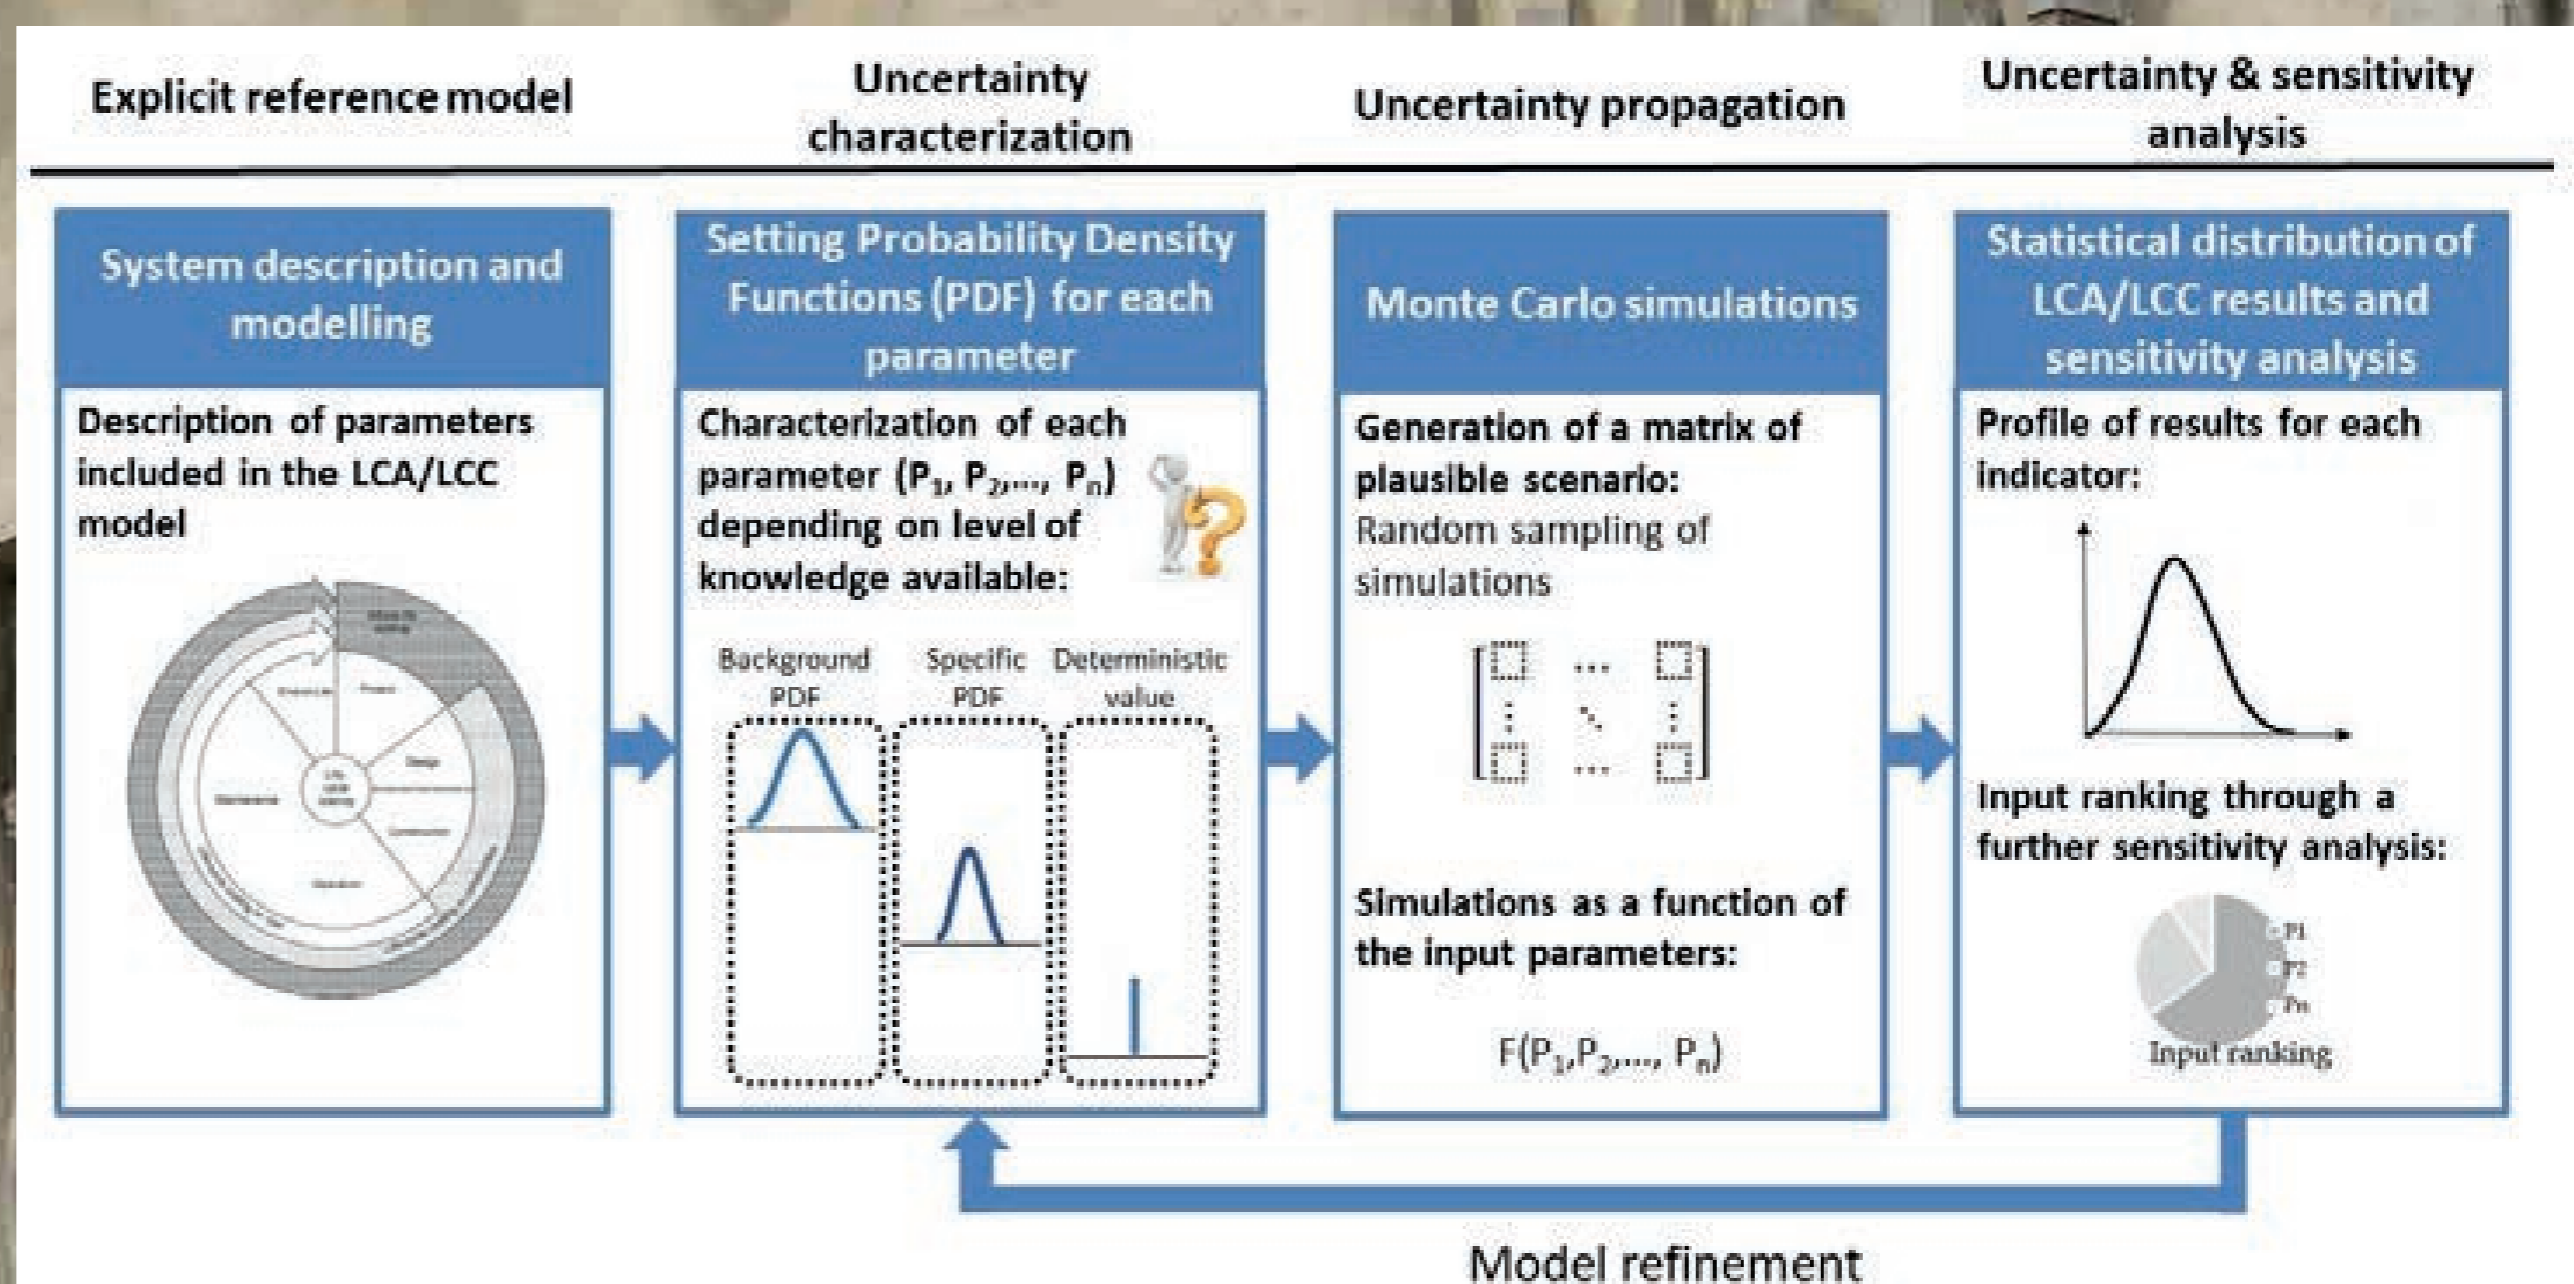 Explicit reference model
Uncertainty
characterization
Uncertainty propagation
Uncertainty & sensitivity
analysis
System description and
modelling
Description of parameters
included in the LCA/LCC
model
Setting Probability Density
Functions (PDF) for each
parameter
Characterization of each
parameter (P₁, P₂,..., Pₙ)
depending on level of
knowledge available:
Background
PDF
Specific
PDF
Deterministic
value
Monte Carlo simulations
Generation of a matrix of
plausible scenario:
Random sampling of
simulations
Simulations as a function of
the input parameters:
F(P₁,P₂,..., Pₙ)
Statistical distribution of
LCA/LCC results and
sensitivity analysis
Profile of results for each
indicator:
Input ranking through a
further sensitivity analysis:
P1
P2
Pn
Input ranking
Model refinement